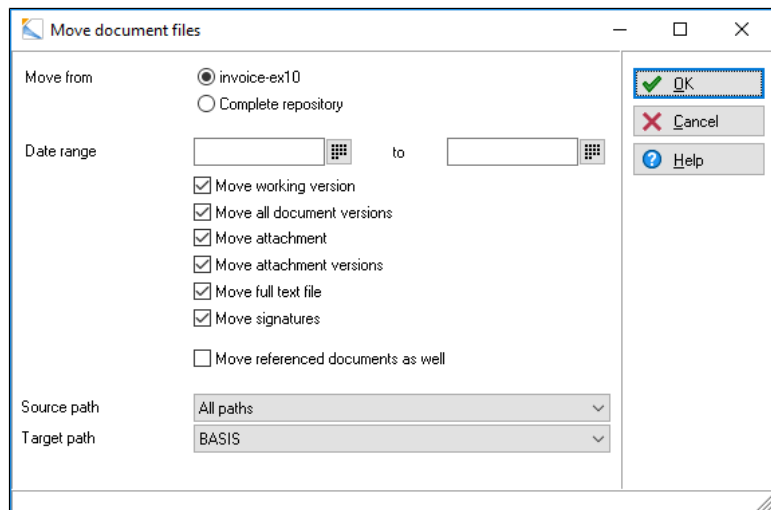 Move document files
Move from
invoice-ex10
Complete repository
Date range
to
Move working version
Move all document versions
Move attachment
Move attachment versions
Move full text file
Move signatures
Move referenced documents as well
Source path
All paths
Target path
BASIS
OK
Cancel
Help